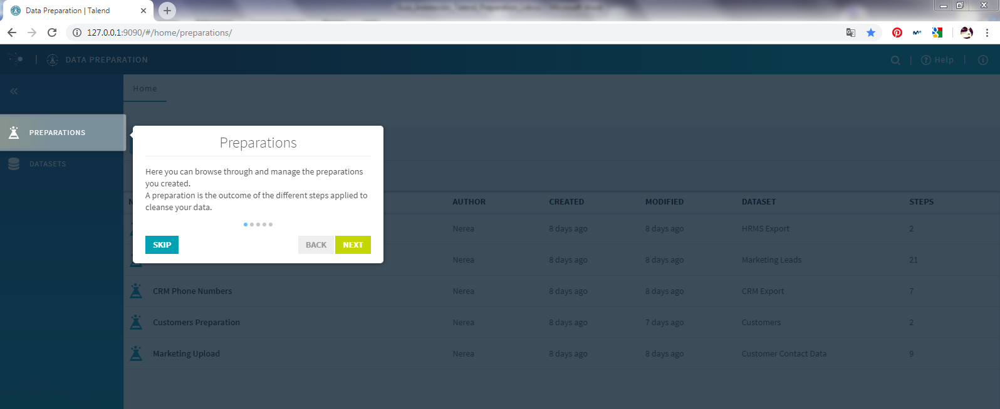 Data Preparation | Talend
127.0.0.1:9090/#/home/preparations/
DATA PREPARATION
Help
Home
PREPARATIONS
DATASETS
Preparations
Here you can browse through and manage the preparations
you created.
A preparation is the outcome of the different steps applied to
cleanse your data.
SKIP
BACK
NEXT
AUTHOR CREATED MODIFIED DATASET STEPS
Nerea 8 days ago 8 days ago HRMS Export 2
Nerea 8 days ago 8 days ago Marketing Leads 21
CRM Phone Numbers Nerea 8 days ago 8 days ago CRM Export 7
Customers Preparation Nerea 8 days ago 7 days ago Customers 2
Marketing Upload Nerea 8 days ago 8 days ago Customer Contact Data 9